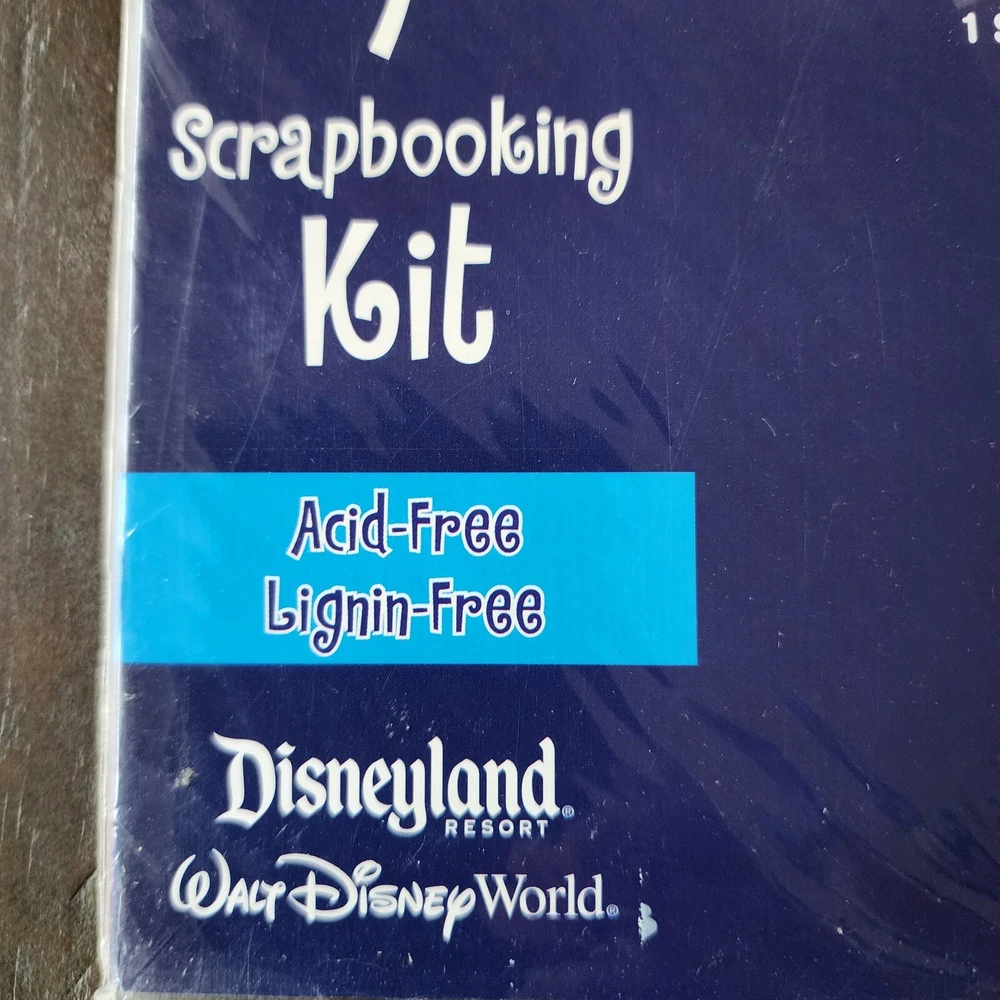 Scrapbooking
Kit
Acid-Free
Lignin-Free
Disneyland®
RESORT
WALT DISNEY World®